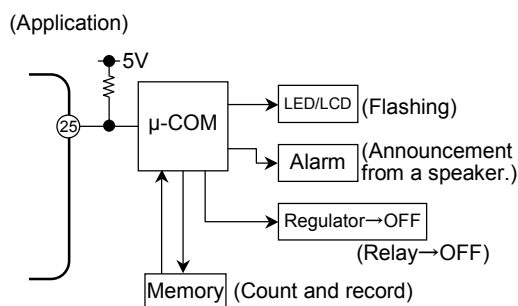 (Application)
5V
25
μ-COM
LED/LCD
(Flashing)
Alarm
(Announcement
from a speaker.)
Regulator→OFF
(Relay→OFF)
Memory
(Count and record)